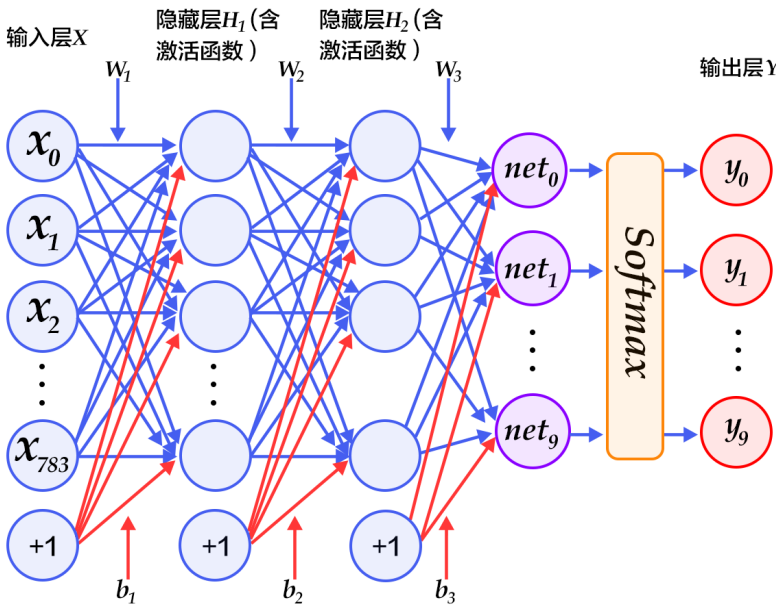 输入层X
隐藏层H1(含
激活函数)
隐藏层H2(含
激活函数)
输出层Y
W1
W2
W3
x0
x1
x2
x783
+1
+1
+1
b1
b2
b3
net0
net1
net9
Softmax
y0
y1
y9